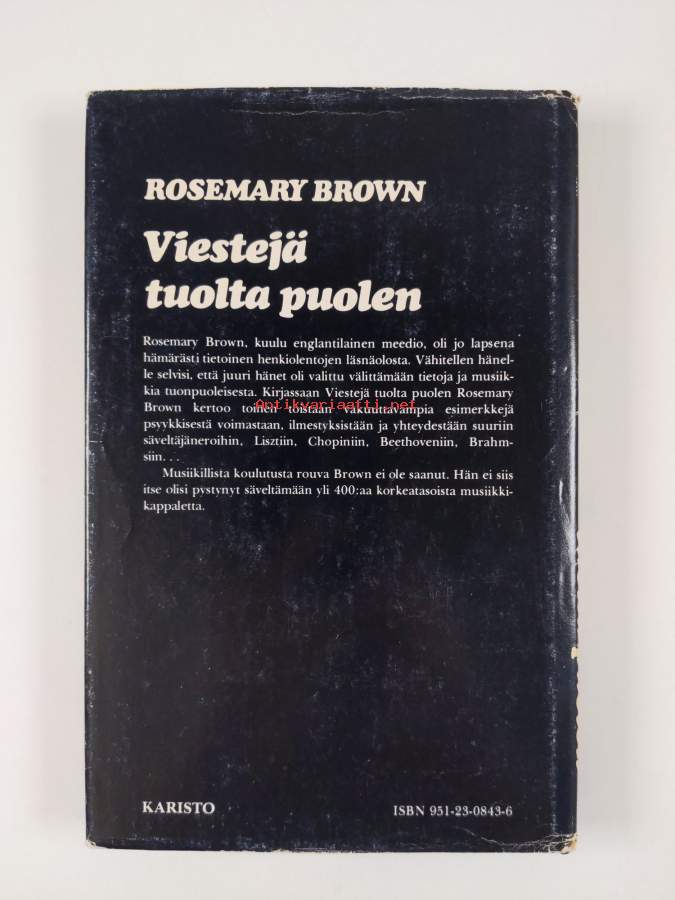 ROSEMARY BROWN
Viestejä
tuolta puolen
Rosemary Brown, kuulu englantilainen meedio, oli jo lapsena
hämärästi tietoinen henkiolentojen läsnäolosta. Vähitellen hänel-
le selvisi, että juuri hänet oli valittu välittämään tietoja ja musiik-
kia tuonpuoleisesta. Kirjassaan Viestejä tuolta puolen Rosemary
Antikvariaatti.net
Brown kertoo toinen toistaan vakuuttavampia esimerkkejä
psyykkisestä voimastaan, ilmestyksistään ja yhteydestään suuriin
säveltäjäneroihin, Lisztiin, Chopiniin, Beethoveniin, Brahm-
siin. . .
Musiikillista koulutusta rouva Brown ei ole saanut. Hän ei siis
itse olisi pystynyt säveltämään yli 400:aa korkeatasoista musiikki-
kappaletta.
KARISTO
ISBN 951-23-0843-6